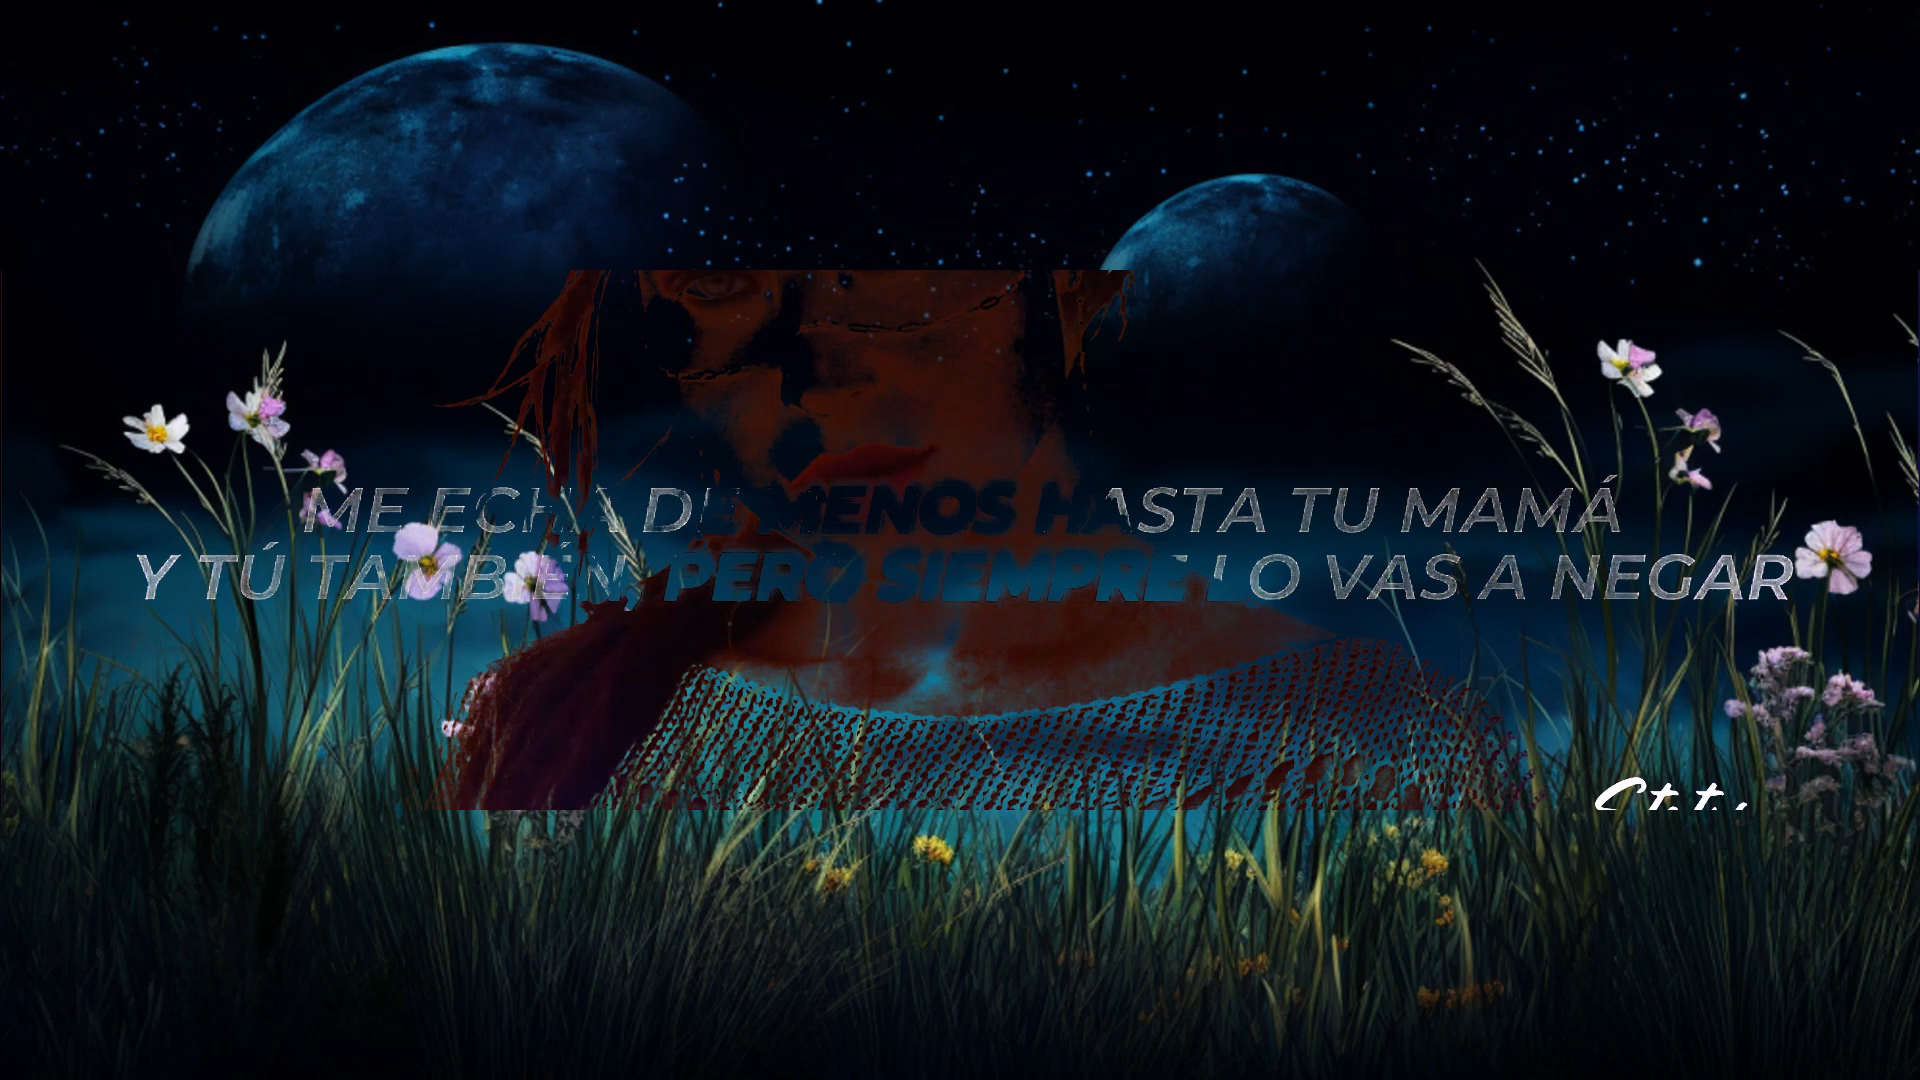 ME ECHA DE MENOS HASTA TU MAMÁ
Y TÚ TAMBIÉN, PERO SIEMPRE LO VAS A NEGAR